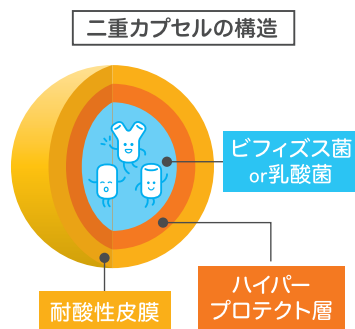 二重カプセルの構造
ビフィズス菌
or乳酸菌
ハイパー
プロテクト層
耐酸性皮膜